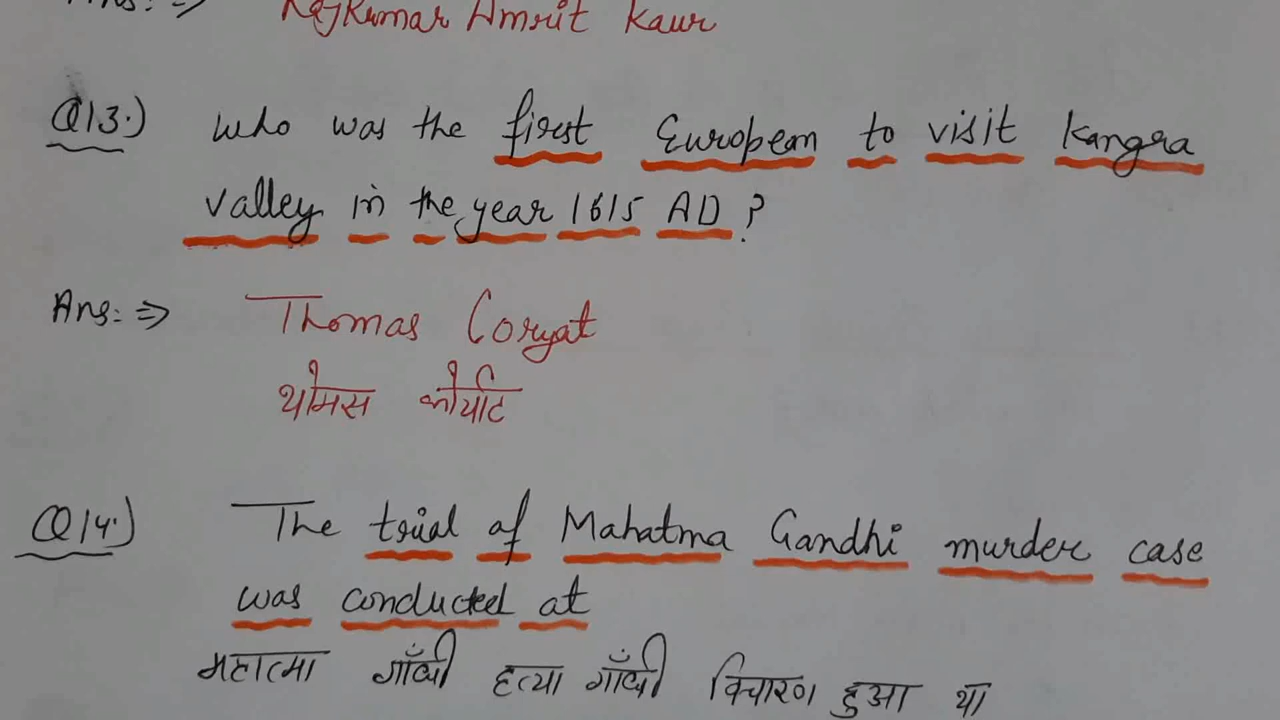 Ans: ⇒ Rajkumar Amrit Kaur
Q13.) Who was the first European to visit Kangra
valley in the year 1615 AD?
Ans: ⇒ Thomas Coryat
थोमस कोर्याट
Q14.) The trial of Mahatma Gandhi murder case
was conducted at
महात्मा गाँधी हत्या गाँधी विचारण हुआ था